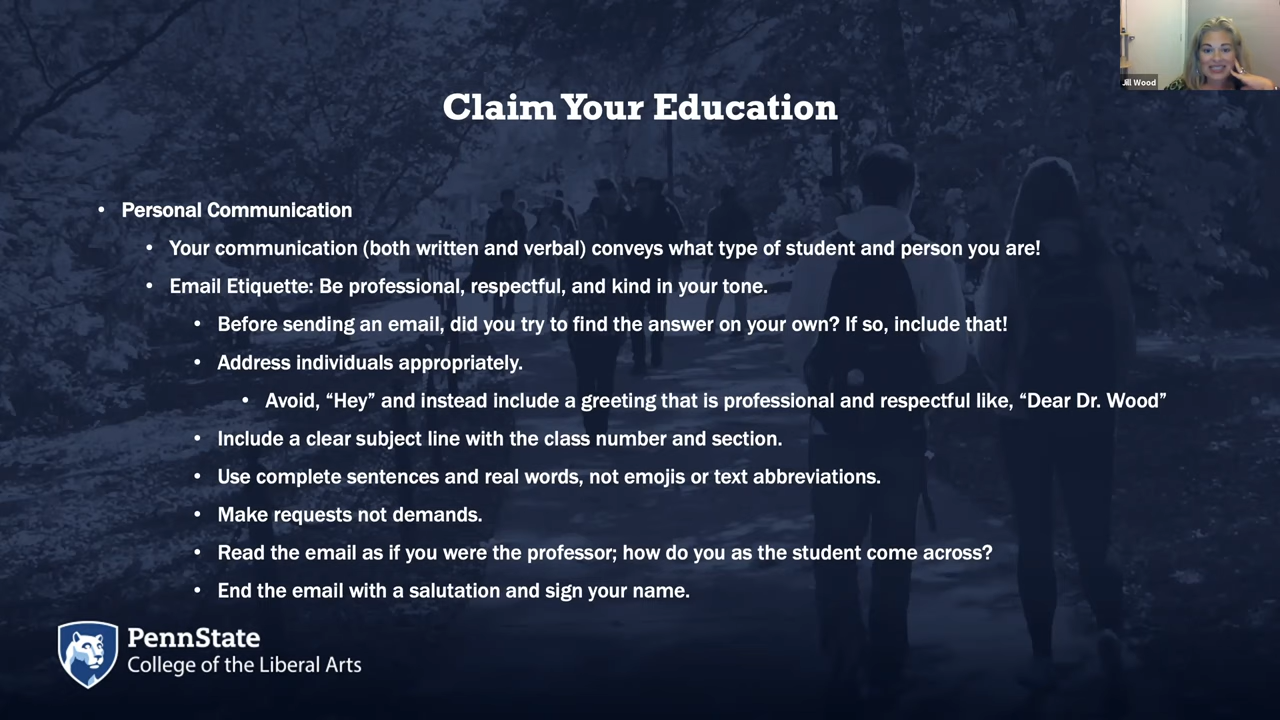 Jill Wood
Claim Your Education
• Personal Communication
• Your communication (both written and verbal) conveys what type of student and person you are!
• Email Etiquette: Be professional, respectful, and kind in your tone.
• Before sending an email, did you try to find the answer on your own? If so, include that!
• Address individuals appropriately.
• Avoid, “Hey” and instead include a greeting that is professional and respectful like, “Dear Dr. Wood”
• Include a clear subject line with the class number and section.
• Use complete sentences and real words, not emojis or text abbreviations.
• Make requests not demands.
• Read the email as if you were the professor; how do you as the student come across?
• End the email with a salutation and sign your name.
PennState
College of the Liberal Arts